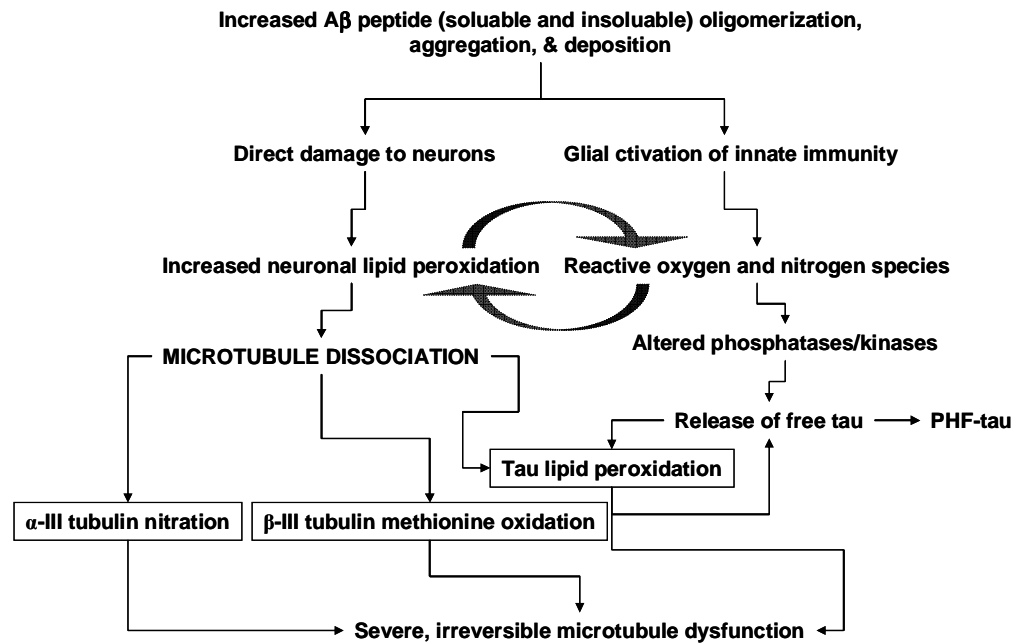 Increased Aβ peptide (soluable and insoluable) oligomerization,
aggregation, & deposition
Direct damage to neurons
Glial ctivation of innate immunity
Increased neuronal lipid peroxidation
Reactive oxygen and nitrogen species
MICROTUBULE DISSOCIATION
Altered phosphatases/kinases
Release of free tau
PHF-tau
Tau lipid peroxidation
α-III tubulin nitration
β-III tubulin methionine oxidation
Severe, irreversible microtubule dysfunction